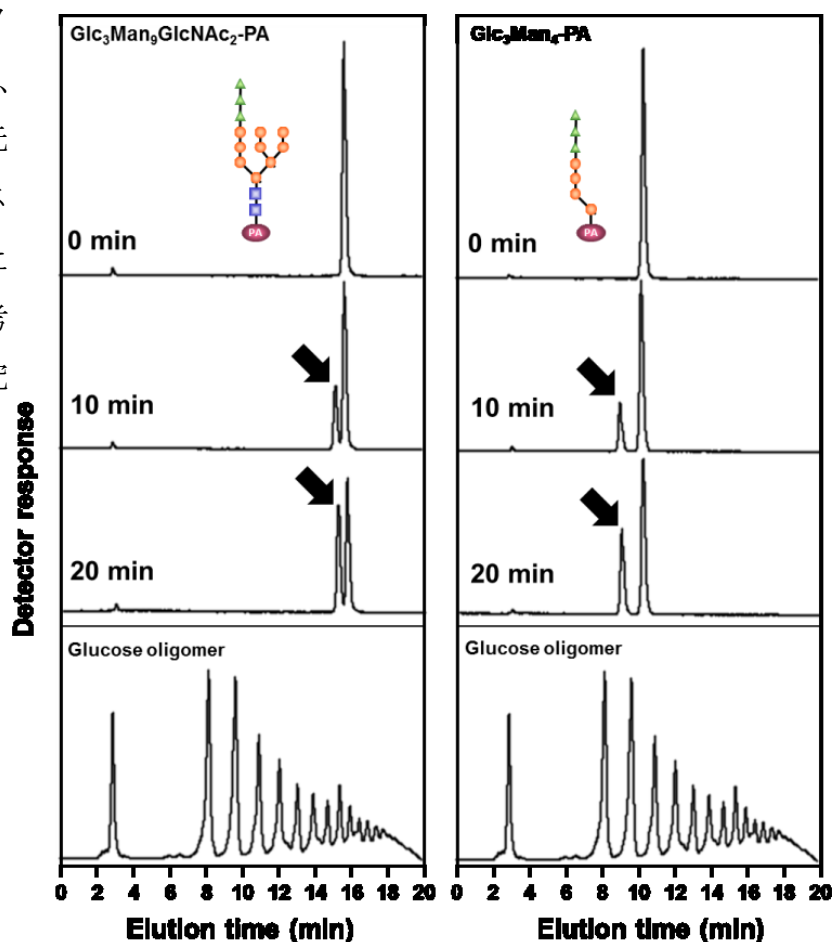 Glc₃Man₉GlcNAc₂-PA
PA
0 min
10 min
20 min
Glucose oligomer
0 2 4 6 8 10 12 14 16 18 20
Elution time (min)
Glc₃Man₄-PA
PA
0 min
10 min
20 min
Glucose oligomer
0 2 4 6 8 10 12 14 16 18 20
Elution time (min)
Detector response